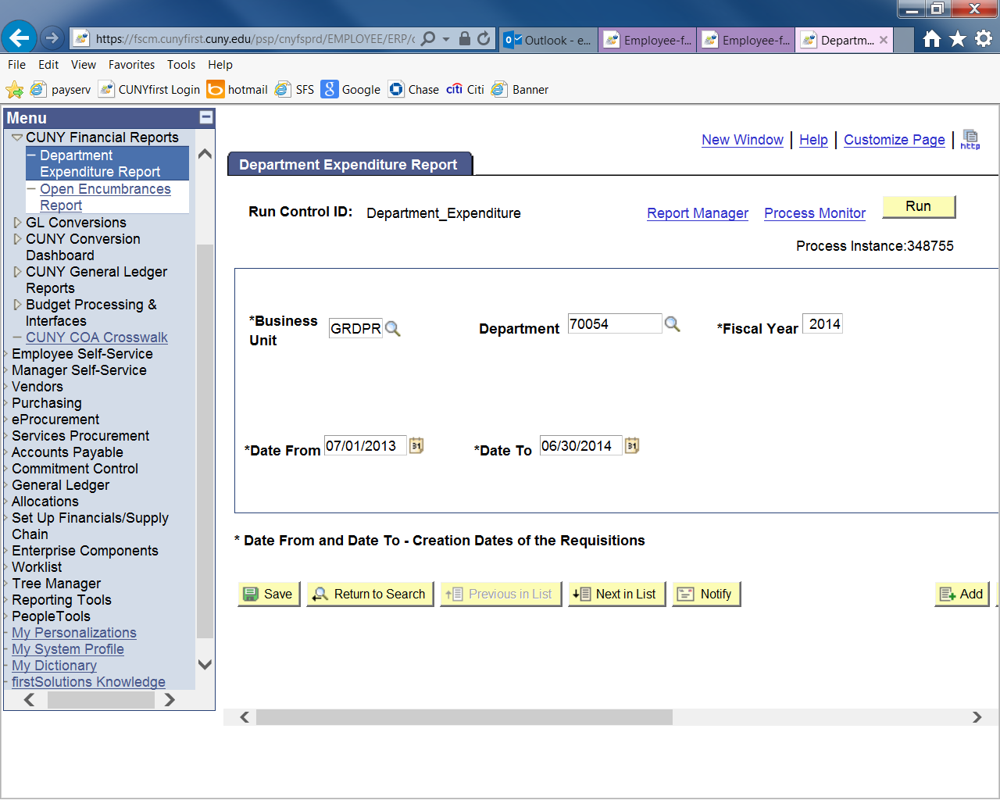 https://fscm.cunyfirst.cuny.edu/psp/cnyfsprd/EMPLOYEE/ERP/c
Outlook - e...
Employee-f...
Employee-f...
Departm...
File Edit View Favorites Tools Help
payserv CUNYfirst Login hotmail SFS Google Chase citi Citi Banner
Menu
CUNY Financial Reports
Department
Expenditure Report
Open Encumbrances
Report
GL Conversions
CUNY Conversion
Dashboard
CUNY General Ledger
Reports
Budget Processing &
Interfaces
CUNY COA Crosswalk
Employee Self-Service
Manager Self-Service
Vendors
Purchasing
eProcurement
Services Procurement
Accounts Payable
Commitment Control
General Ledger
Allocations
Set Up Financials/Supply
Chain
Enterprise Components
Worklist
Tree Manager
Reporting Tools
PeopleTools
My Personalizations
My System Profile
My Dictionary
firstSolutions Knowledge
New Window | Help | Customize Page | http
Department Expenditure Report
Run Control ID: Department_Expenditure Report Manager Process Monitor Run
Process Instance:348755
*Business
Unit GRDPR Department 70054 *Fiscal Year 2014
*Date From 07/01/2013 31 *Date To 06/30/2014 31
* Date From and Date To - Creation Dates of the Requisitions
Save Return to Search Previous in List Next in List Notify Add